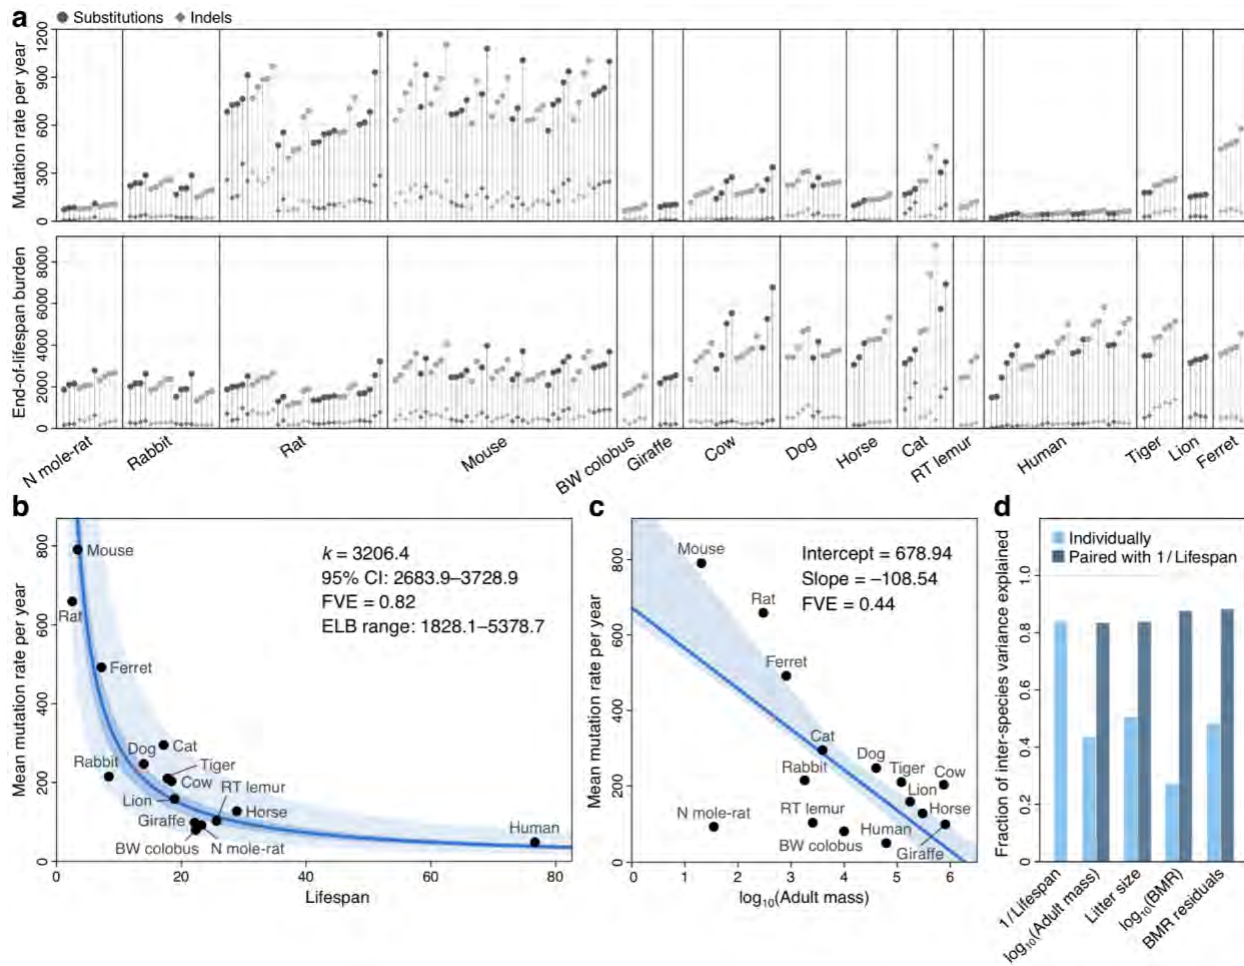 a
Substitutions Indels
Mutation rate per year
1200
900
600
300
0
End-of-lifespan burden
8000
6000
4000
2000
0
N mole-rat Rabbit Rat Mouse BW colobus Giraffe Cow Dog Horse Cat RT lemur Human Tiger Lion Ferret
b
Mean mutation rate per year
800
600
400
200
0
Mouse
Rat
Ferret
k = 3206.4
95% CI: 2683.9–3728.9
FVE = 0.82
ELB range: 1828.1–5378.7
Dog Cat
Rabbit
Tiger
Cow
RT lemur
Lion
Horse
Giraffe
Human
BW colobus
N mole-rat
0 20 40 60 80
Lifespan
c
Mean mutation rate per year
800
600
400
200
0
Mouse
Intercept = 678.94
Slope = –108.54
FVE = 0.44
Rat
Ferret
Cat
Dog
Rabbit
Tiger
Cow
Lion
N mole-rat
RT lemur
Horse
Human
BW colobus
Giraffe
0 1 2 3 4 5 6
log10(Adult mass)
d
Individually
Paired with 1/Lifespan
Fraction of inter-species variance explained
1.0
0.8
0.6
0.4
0.2
0
1/Lifespan
log10(Adult mass)
Litter size
log10(BMR)
BMR residuals